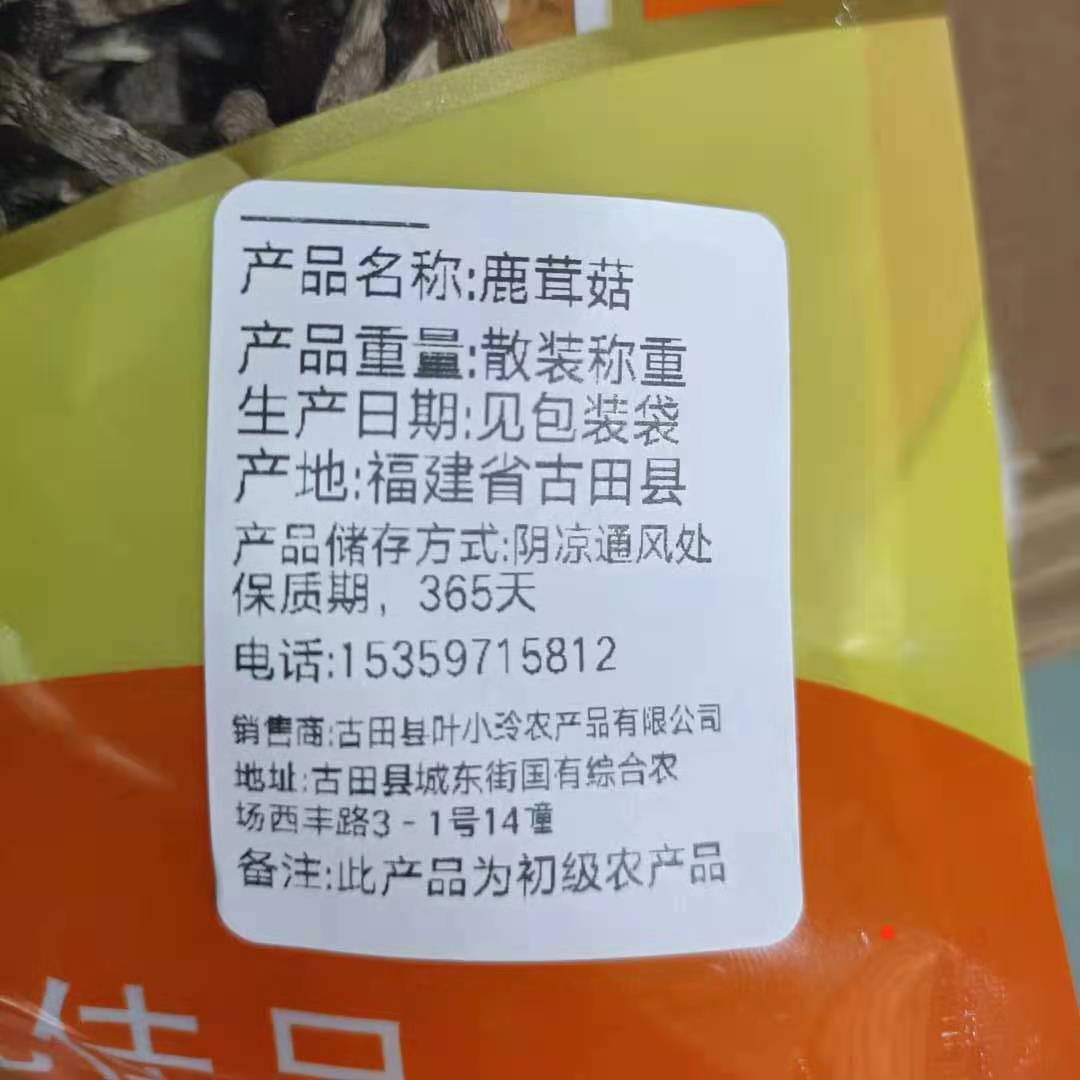 产品名称:鹿茸菇
产品重量:散装称重
生产日期:见包装袋
产地:福建省古田县
产品储存方式:阴凉通风处
保质期，365天
电话:15359715812
销售商:古田县叶小玲农产品有限公司
地址:古田县城东街国有综合农
场西丰路3-1号14幢
备注:此产品为初级农产品
佳品